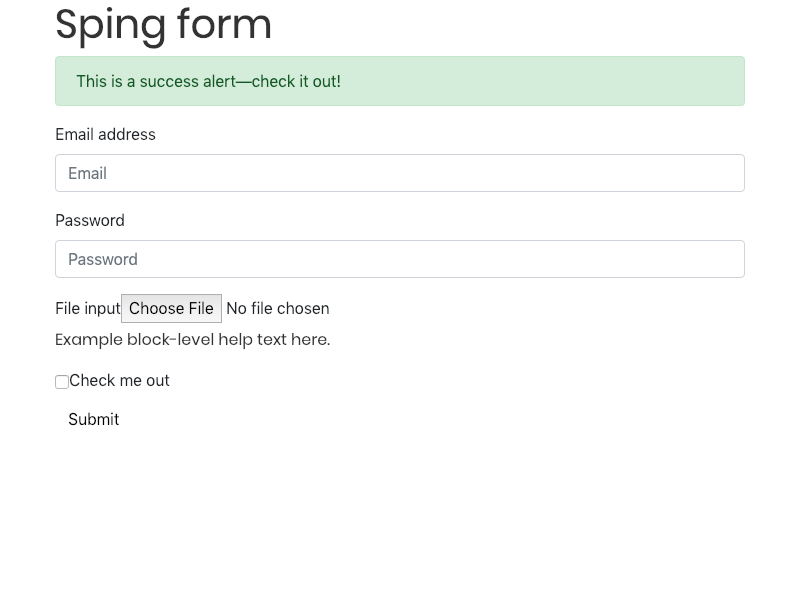 Sping form
This is a success alert—check it out!
Email address
Email
Password
Password
File input Choose File No file chosen
Example block-level help text here.
Check me out
Submit